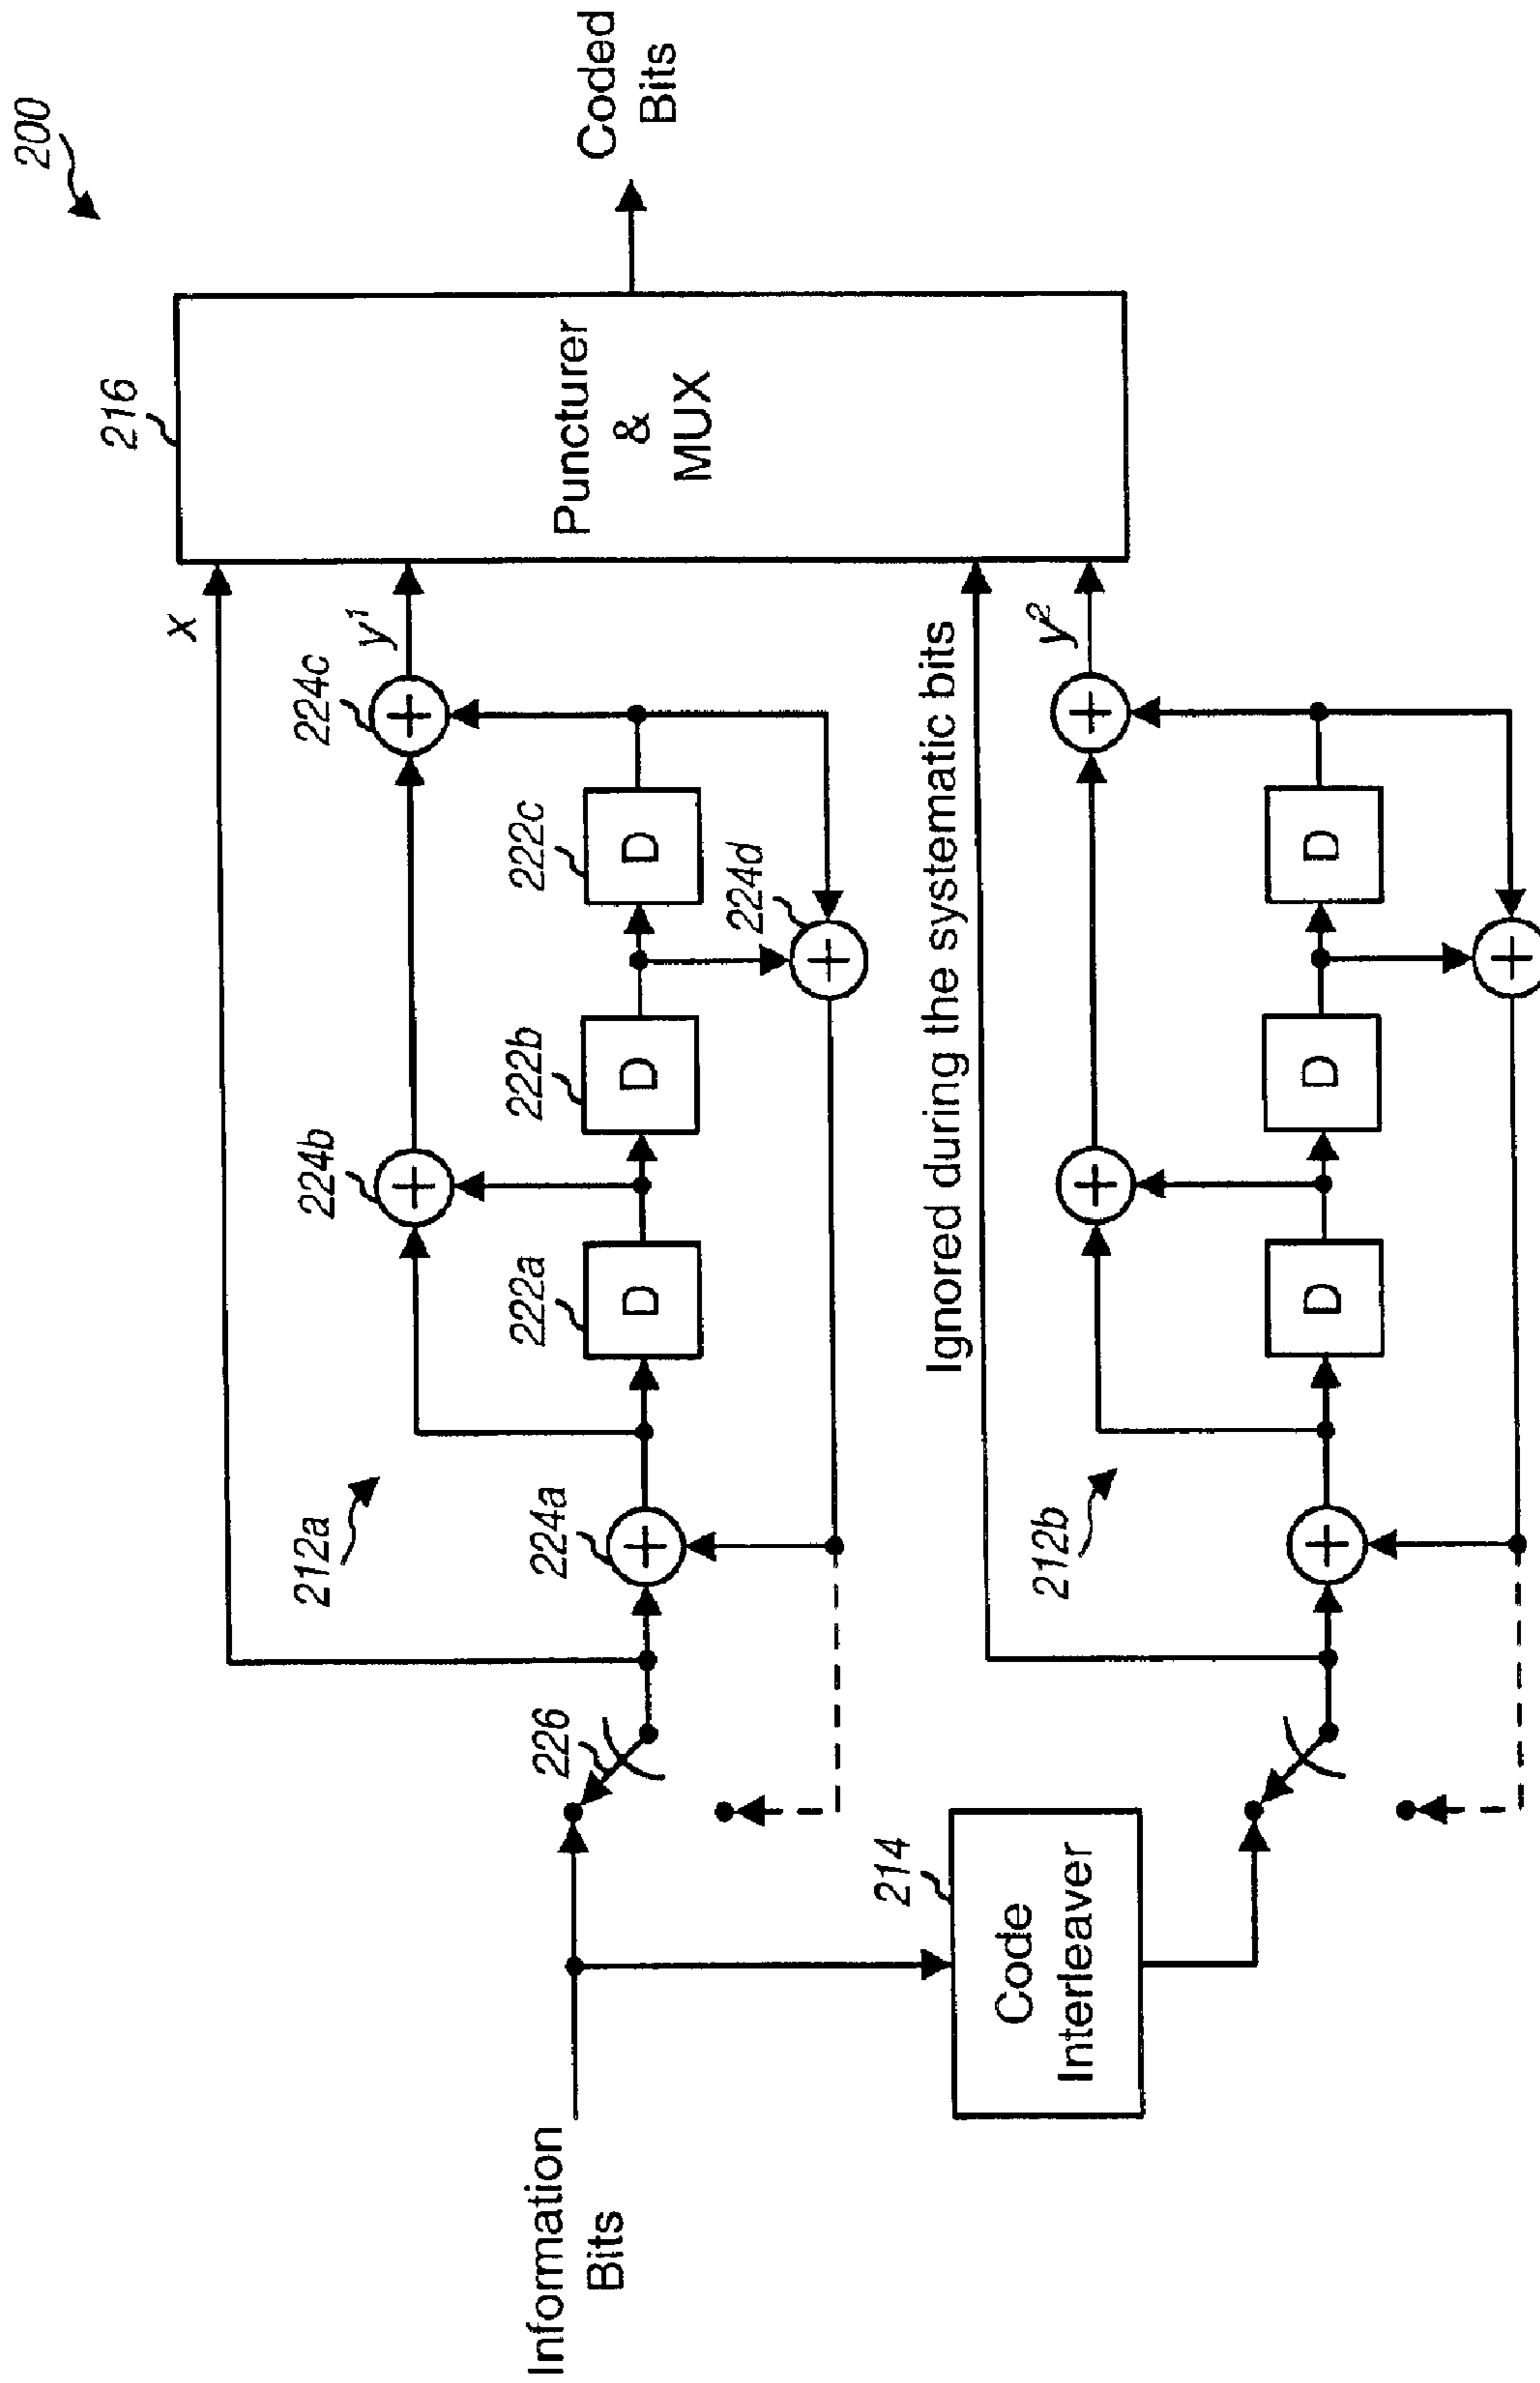 200
216
x
Puncturer
&
MUX
Coded
Bits
224c
y¹
224b
222a
D
222b
D
222c
D
224d
+
+
+
+
212a
224a
226
Information
Bits
Ignored during the systematic bits
y²
+
+
D
D
D
+
+
212b
214
Code
Interleaver